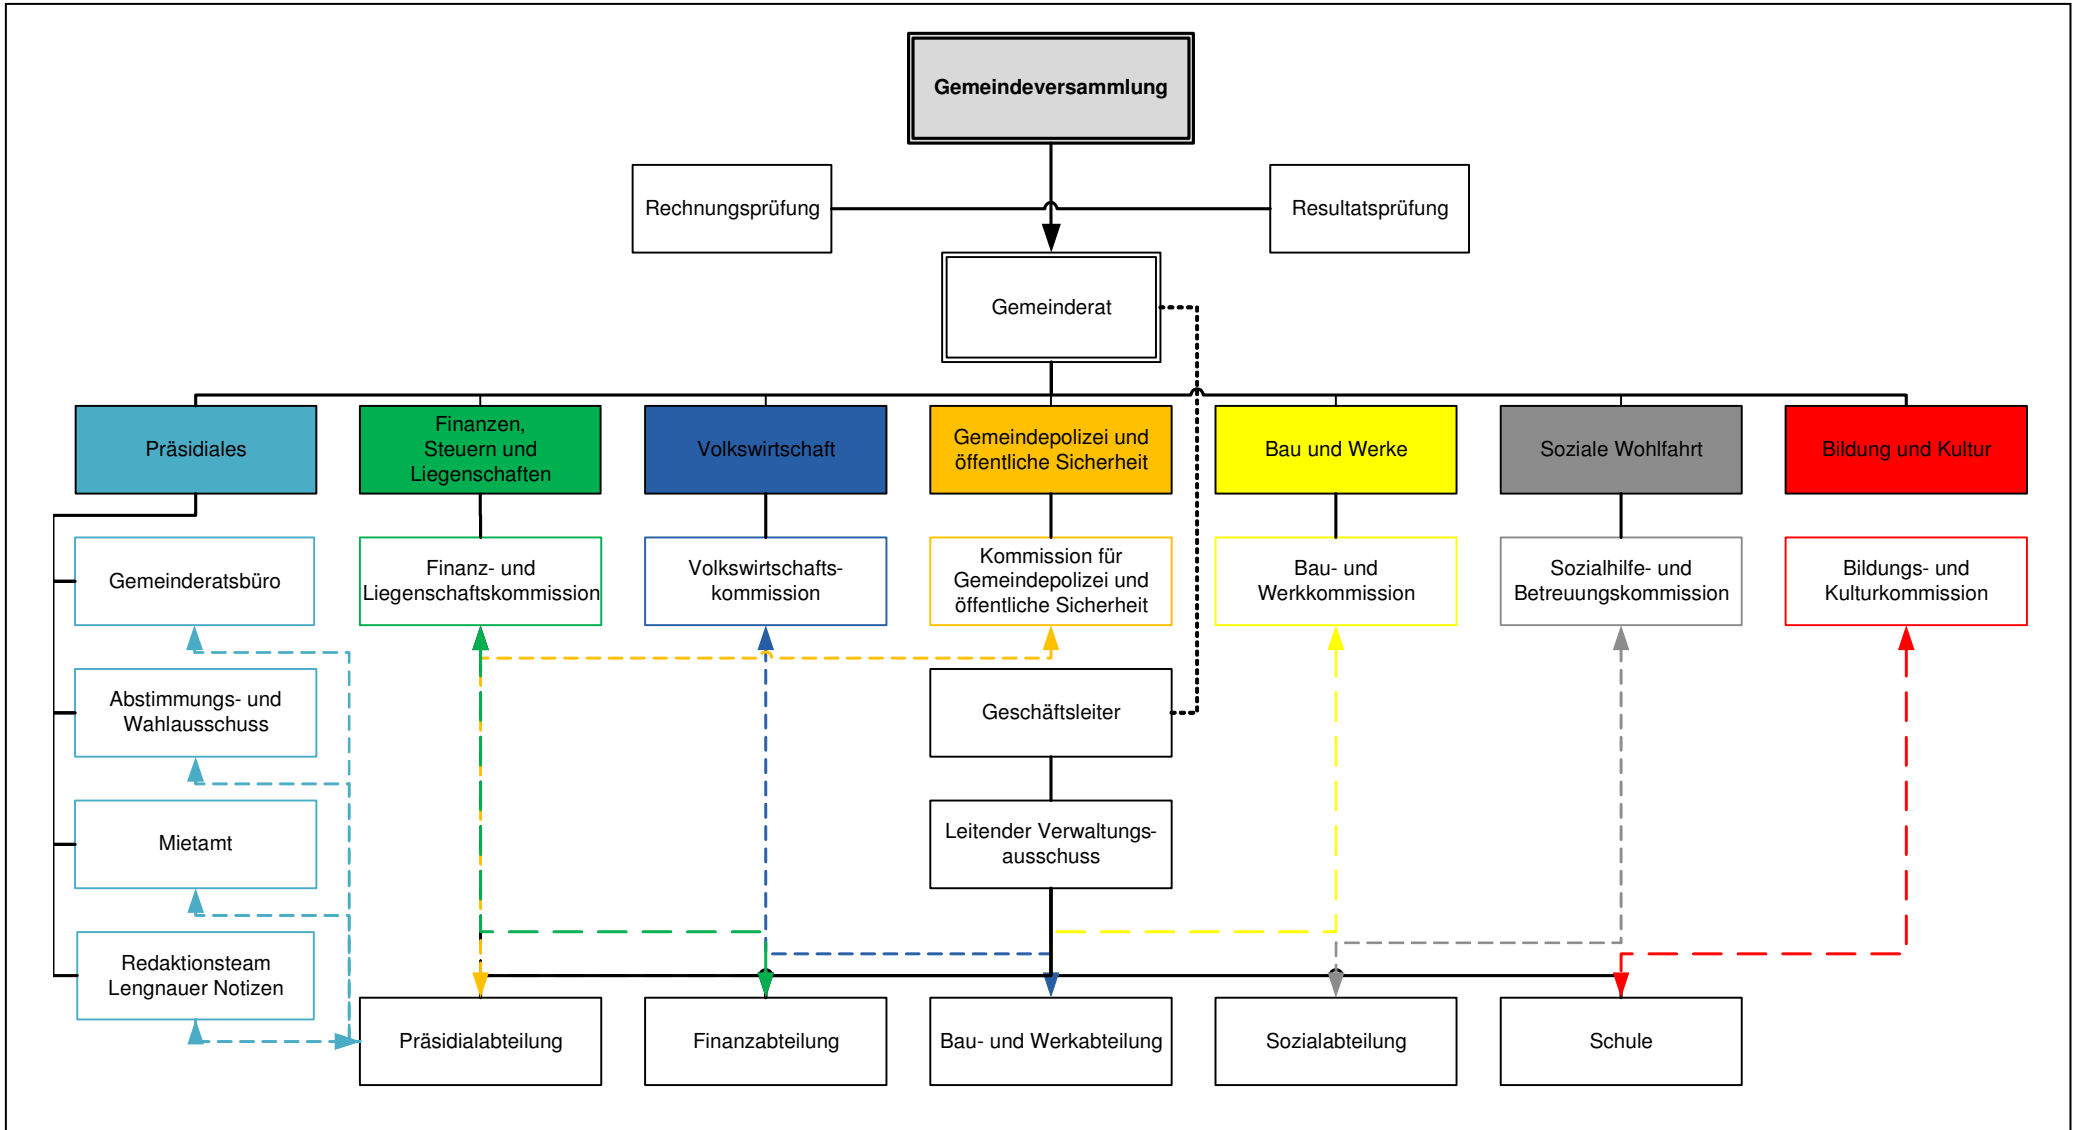 Gemeindeversammlung
Rechnungsprüfung
Resultatsprüfung
Gemeinderat
Präsidiales
Finanzen,
Steuern und
Liegenschaften
Volkswirtschaft
Gemeindepolizei und
öffentliche Sicherheit
Bau und Werke
Soziale Wohlfahrt
Bildung und Kultur
Gemeinderatsbüro
Finanz- und
Liegenschaftskommission
Volkswirtschafts-
kommission
Kommission für
Gemeindepolizei und
öffentliche Sicherheit
Bau- und
Werkkommission
Sozialhilfe- und
Betreuungskommission
Bildungs- und
Kulturkommission
Abstimmungs- und
Wahlausschuss
Geschäftsleiter
Mietamt
Leitender Verwaltungs-
ausschuss
Redaktionsteam
Lengnauer Notizen
Präsidialabteilung
Finanzabteilung
Bau- und Werkabteilung
Sozialabteilung
Schule